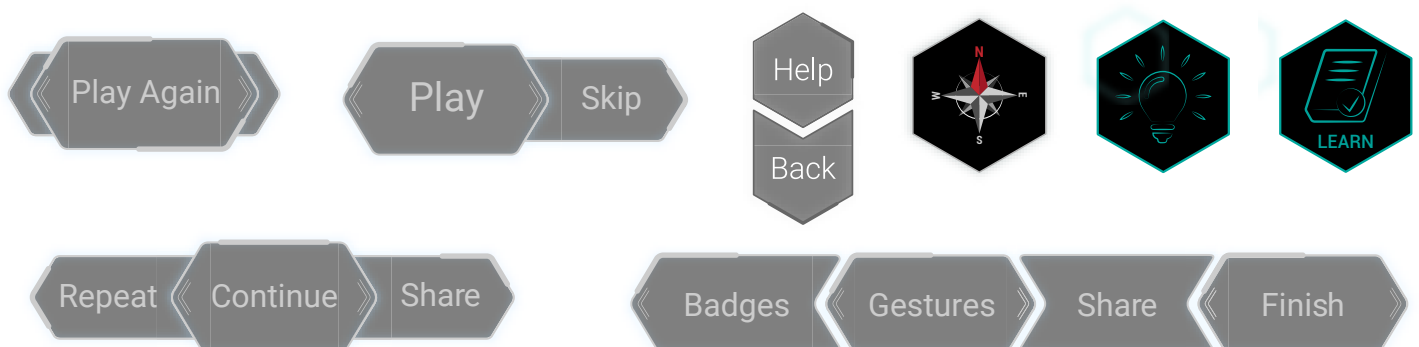 Play Again
Play
Skip
Help
Back
N
W
E
S
LEARN
Repeat
Continue
Share
Badges
Gestures
Share
Finish